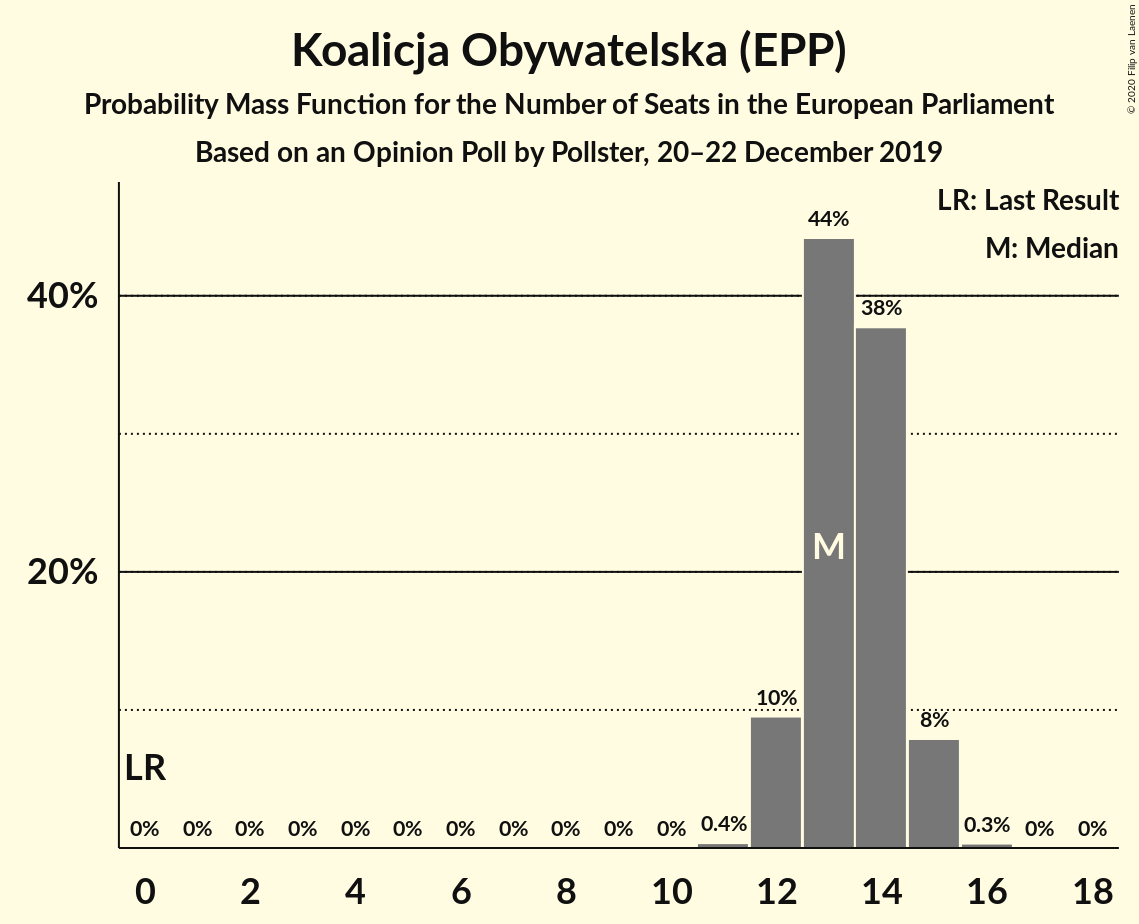 Koalicja Obywatelska (EPP)
Probability Mass Function for the Number of Seats in the European Parliament
Based on an Opinion Poll by Pollster, 20–22 December 2019
© 2020 Filip van Laenen
LR: Last Result
M: Median
44%
40%
38%
M
20%
10%
8%
LR
0% 0% 0% 0% 0% 0% 0% 0% 0% 0% 0% 0.4% 0.3% 0% 0%
0 2 4 6 8 10 12 14 16 18